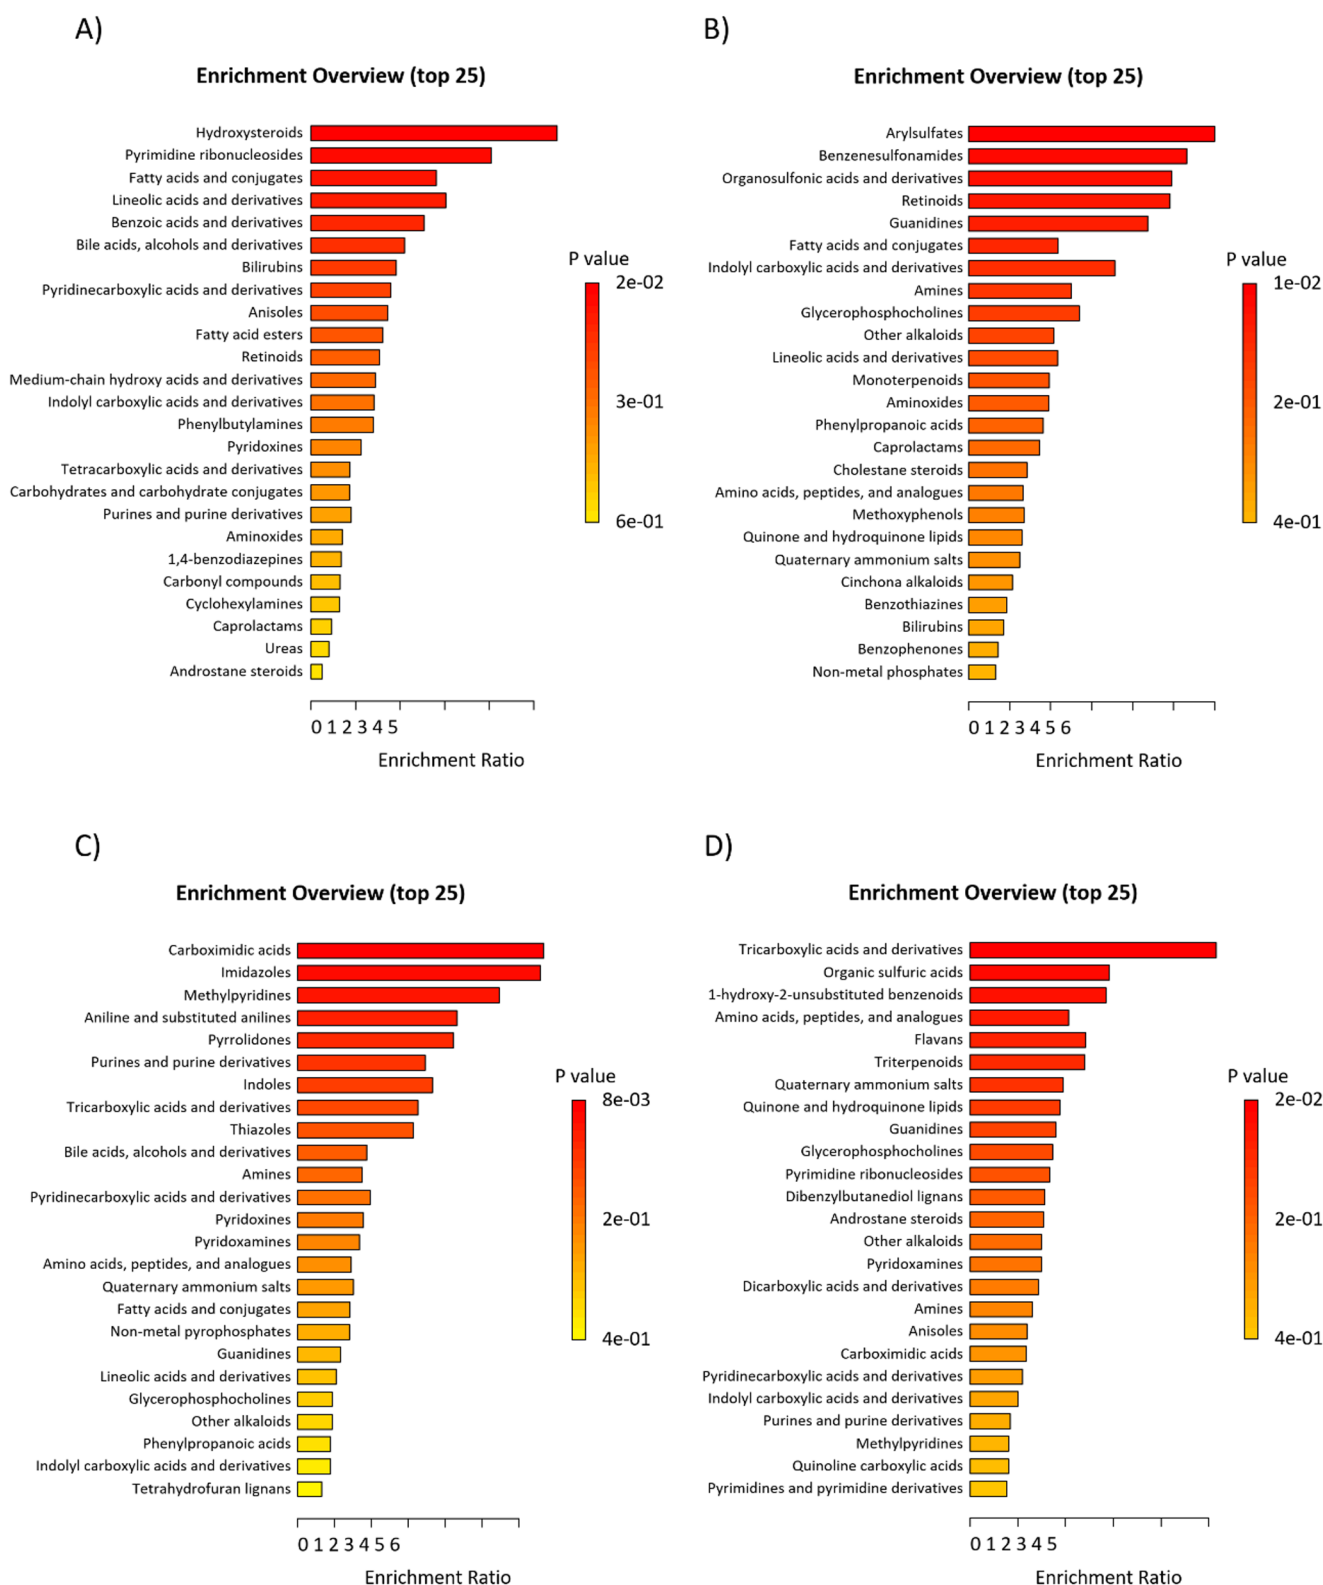 A)
Enrichment Overview (top 25)
Hydroxysteroids
Pyrimidine ribonucleosides
Fatty acids and conjugates
Lineolic acids and derivatives
Benzoic acids and derivatives
Bile acids, alcohols and derivatives
Bilirubins
Pyridinecarboxylic acids and derivatives
Anisoles
Fatty acid esters
Retinoids
Medium-chain hydroxy acids and derivatives
Indolyl carboxylic acids and derivatives
Phenylbutylamines
Pyridoxines
Tetracarboxylic acids and derivatives
Carbohydrates and carbohydrate conjugates
Purines and purine derivatives
Aminoxides
1,4-benzodiazepines
Carbonyl compounds
Cyclohexylamines
Caprolactams
Ureas
Androstane steroids
P value
2e-02
3e-01
6e-01
0 1 2 3 4 5
Enrichment Ratio
B)
Enrichment Overview (top 25)
Arylsulfates
Benzenesulfonamides
Organosulfonic acids and derivatives
Retinoids
Guanidines
Fatty acids and conjugates
Indolyl carboxylic acids and derivatives
Amines
Glycerophosphocholines
Other alkaloids
Lineolic acids and derivatives
Monoterpenoids
Aminoxides
Phenylpropanoic acids
Caprolactams
Cholestane steroids
Amino acids, peptides, and analogues
Methoxyphenols
Quinone and hydroquinone lipids
Quaternary ammonium salts
Cinchona alkaloids
Benzothiazines
Bilirubins
Benzophenones
Non-metal phosphates
P value
1e-02
2e-01
4e-01
0 1 2 3 4 5 6
Enrichment Ratio
C)
Enrichment Overview (top 25)
Carboximidic acids
Imidazoles
Methylpyridines
Aniline and substituted anilines
Pyrrolidones
Purines and purine derivatives
Indoles
Tricarboxylic acids and derivatives
Thiazoles
Bile acids, alcohols and derivatives
Amines
Pyridinecarboxylic acids and derivatives
Pyridoxines
Pyridoxamines
Amino acids, peptides, and analogues
Quaternary ammonium salts
Fatty acids and conjugates
Non-metal pyrophosphates
Guanidines
Lineolic acids and derivatives
Glycerophosphocholines
Other alkaloids
Phenylpropanoic acids
Indolyl carboxylic acids and derivatives
Tetrahydrofuran lignans
P value
8e-03
2e-01
4e-01
0 1 2 3 4 5 6
Enrichment Ratio
D)
Enrichment Overview (top 25)
Tricarboxylic acids and derivatives
Organic sulfuric acids
1-hydroxy-2-unsubstituted benzenoids
Amino acids, peptides, and analogues
Flavans
Triterpenoids
Quaternary ammonium salts
Quinone and hydroquinone lipids
Guanidines
Glycerophosphocholines
Pyrimidine ribonucleosides
Dibenzylbutanediol lignans
Androstane steroids
Other alkaloids
Pyridoxamines
Dicarboxylic acids and derivatives
Amines
Anisoles
Carboximidic acids
Pyridinecarboxylic acids and derivatives
Indolyl carboxylic acids and derivatives
Purines and purine derivatives
Methylpyridines
Quinoline carboxylic acids
Pyrimidines and pyrimidine derivatives
P value
2e-02
2e-01
4e-01
0 1 2 3 4 5
Enrichment Ratio